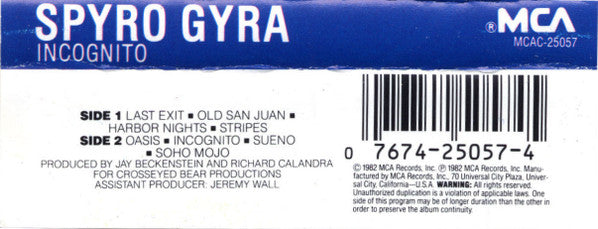 SPYRO GYRA
INCOGNITO
®MCA
MCAC-25057
SIDE 1 LAST EXIT ■ OLD SAN JUAN ■
HARBOR NIGHTS ■ STRIPES
SIDE 2 OASIS ■ INCOGNITO ■ SUENO
■ SOHO MOJO
PRODUCED BY JAY BECKENSTEIN AND RICHARD CALANDRA
FOR CROSSEYED BEAR PRODUCTIONS
ASSISTANT PRODUCER: JEREMY WALL
0 7674-25057-4
©1982 MCA Records, Inc. ℗ 1982 MCA Records, Inc. Manu-
factured by MCA Records, Inc., 70 Universal City Plaza, Univer-
sal City, California—U.S.A. WARNING: All rights reserved.
Unauthorized duplication is a violation of applicable laws. One
side of this program may be of longer duration than the other in
order to preserve the album continuity.